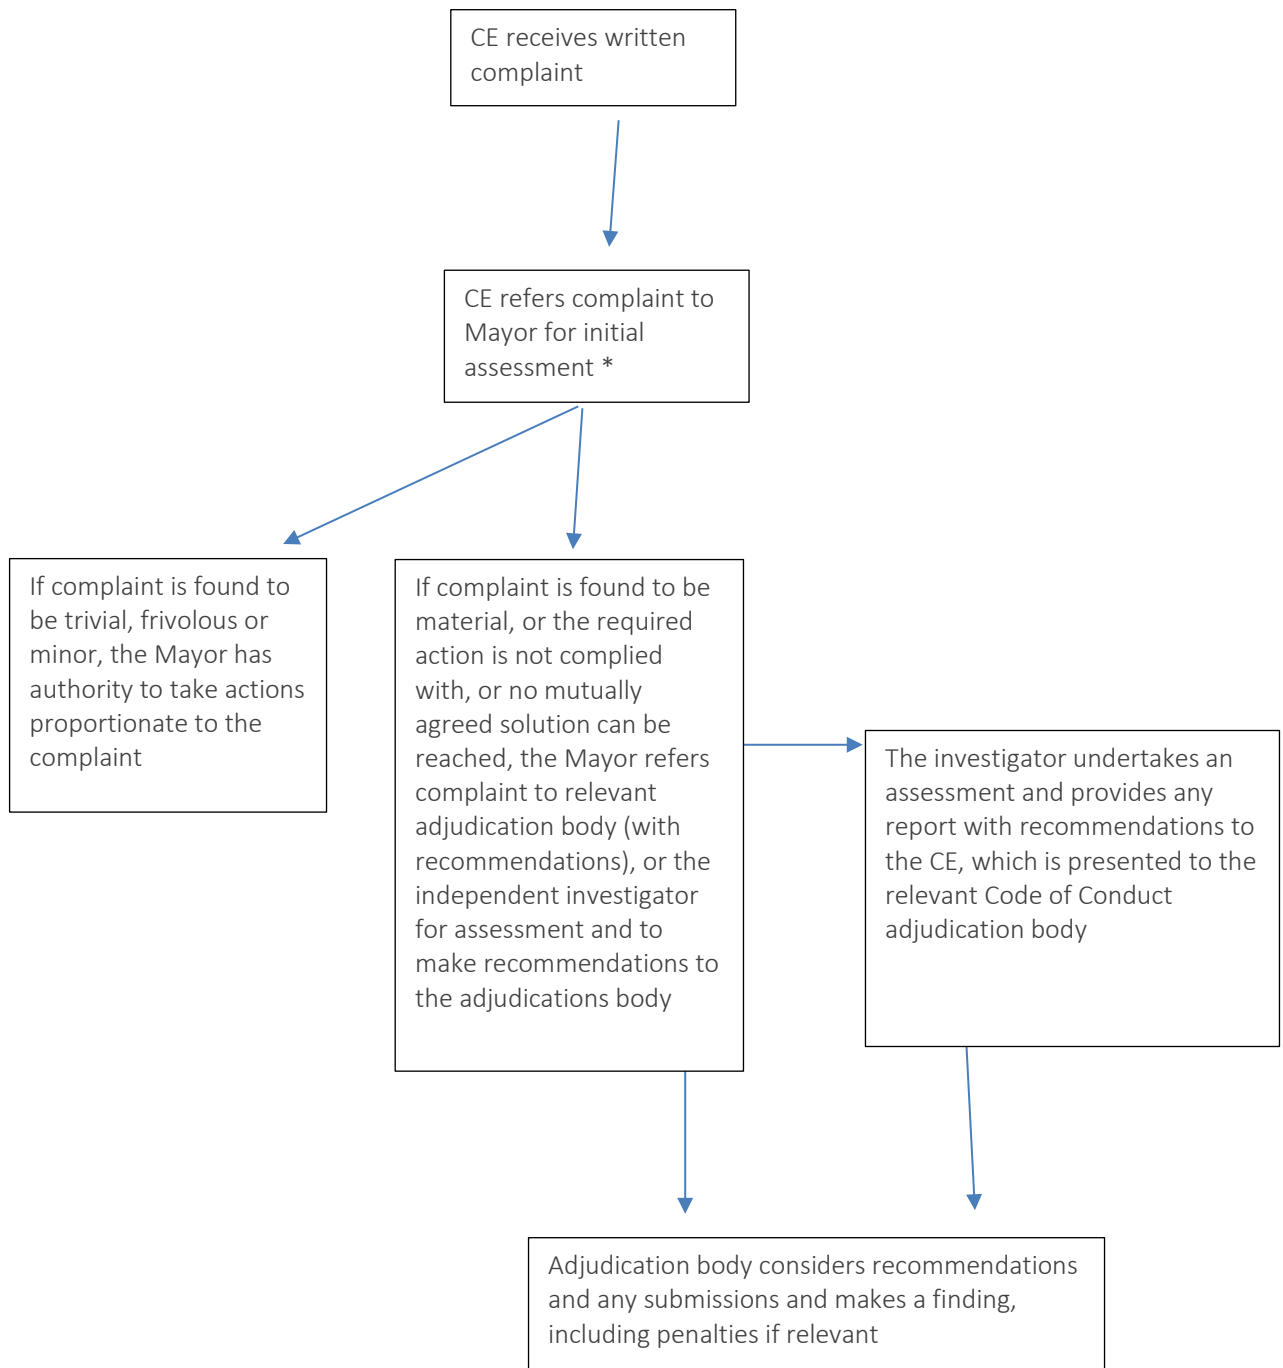 CE receives written
complaint
CE refers complaint to
Mayor for initial
assessment *
If complaint is found to
be trivial, frivolous or
minor, the Mayor has
authority to take actions
proportionate to the
complaint
If complaint is found to be
material, or the required
action is not complied
with, or no mutually
agreed solution can be
reached, the Mayor refers
complaint to relevant
adjudication body (with
recommendations), or the
independent investigator
for assessment and to
make recommendations to
the adjudications body
The investigator undertakes an
assessment and provides any
report with recommendations to
the CE, which is presented to the
relevant Code of Conduct
adjudication body
Adjudication body considers recommendations
and any submissions and makes a finding,
including penalties if relevant